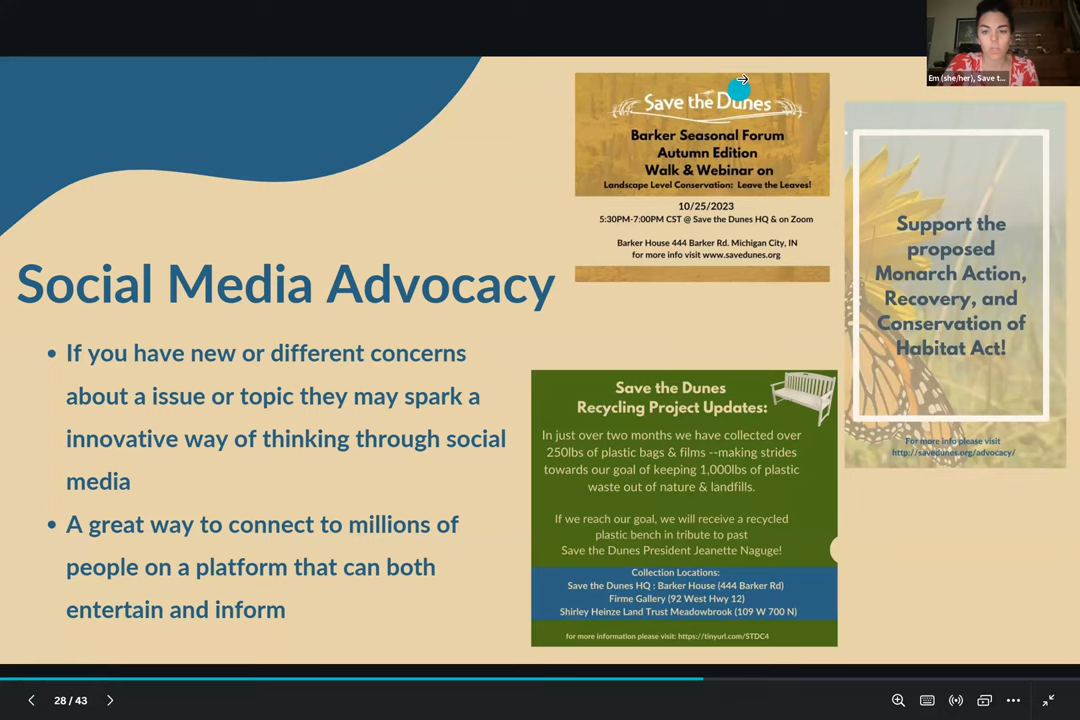 Em (she/her), Save t...
Save the Dunes
Barker Seasonal Forum
Autumn Edition
Walk & Webinar on
Landscape Level Conservation: Leave the Leaves!
10/25/2023
5:30PM-7:00PM CST @ Save the Dunes HQ & on Zoom
Barker House 444 Barker Rd. Michigan City, IN
for more info visit www.savedunes.org
Support the
proposed
Monarch Action,
Recovery, and
Conservation of
Habitat Act!
For more info please visit
http://savedunes.org/advocacy/
Social Media Advocacy
• If you have new or different concerns
about a issue or topic they may spark a
innovative way of thinking through social
media
• A great way to connect to millions of
people on a platform that can both
entertain and inform
Save the Dunes
Recycling Project Updates:
In just over two months we have collected over
250lbs of plastic bags & films --making strides
towards our goal of keeping 1,000lbs of plastic
waste out of nature & landfills.
If we reach our goal, we will receive a recycled
plastic bench in tribute to past
Save the Dunes President Jeanette Naguge!
Collection Locations:
Save the Dunes HQ : Barker House (444 Barker Rd)
Firme Gallery (92 West Hwy 12)
Shirley Heinze Land Trust Meadowbrook (109 W 700 N)
for more information please visit: https://tinyurl.com/STDC4
28 / 43